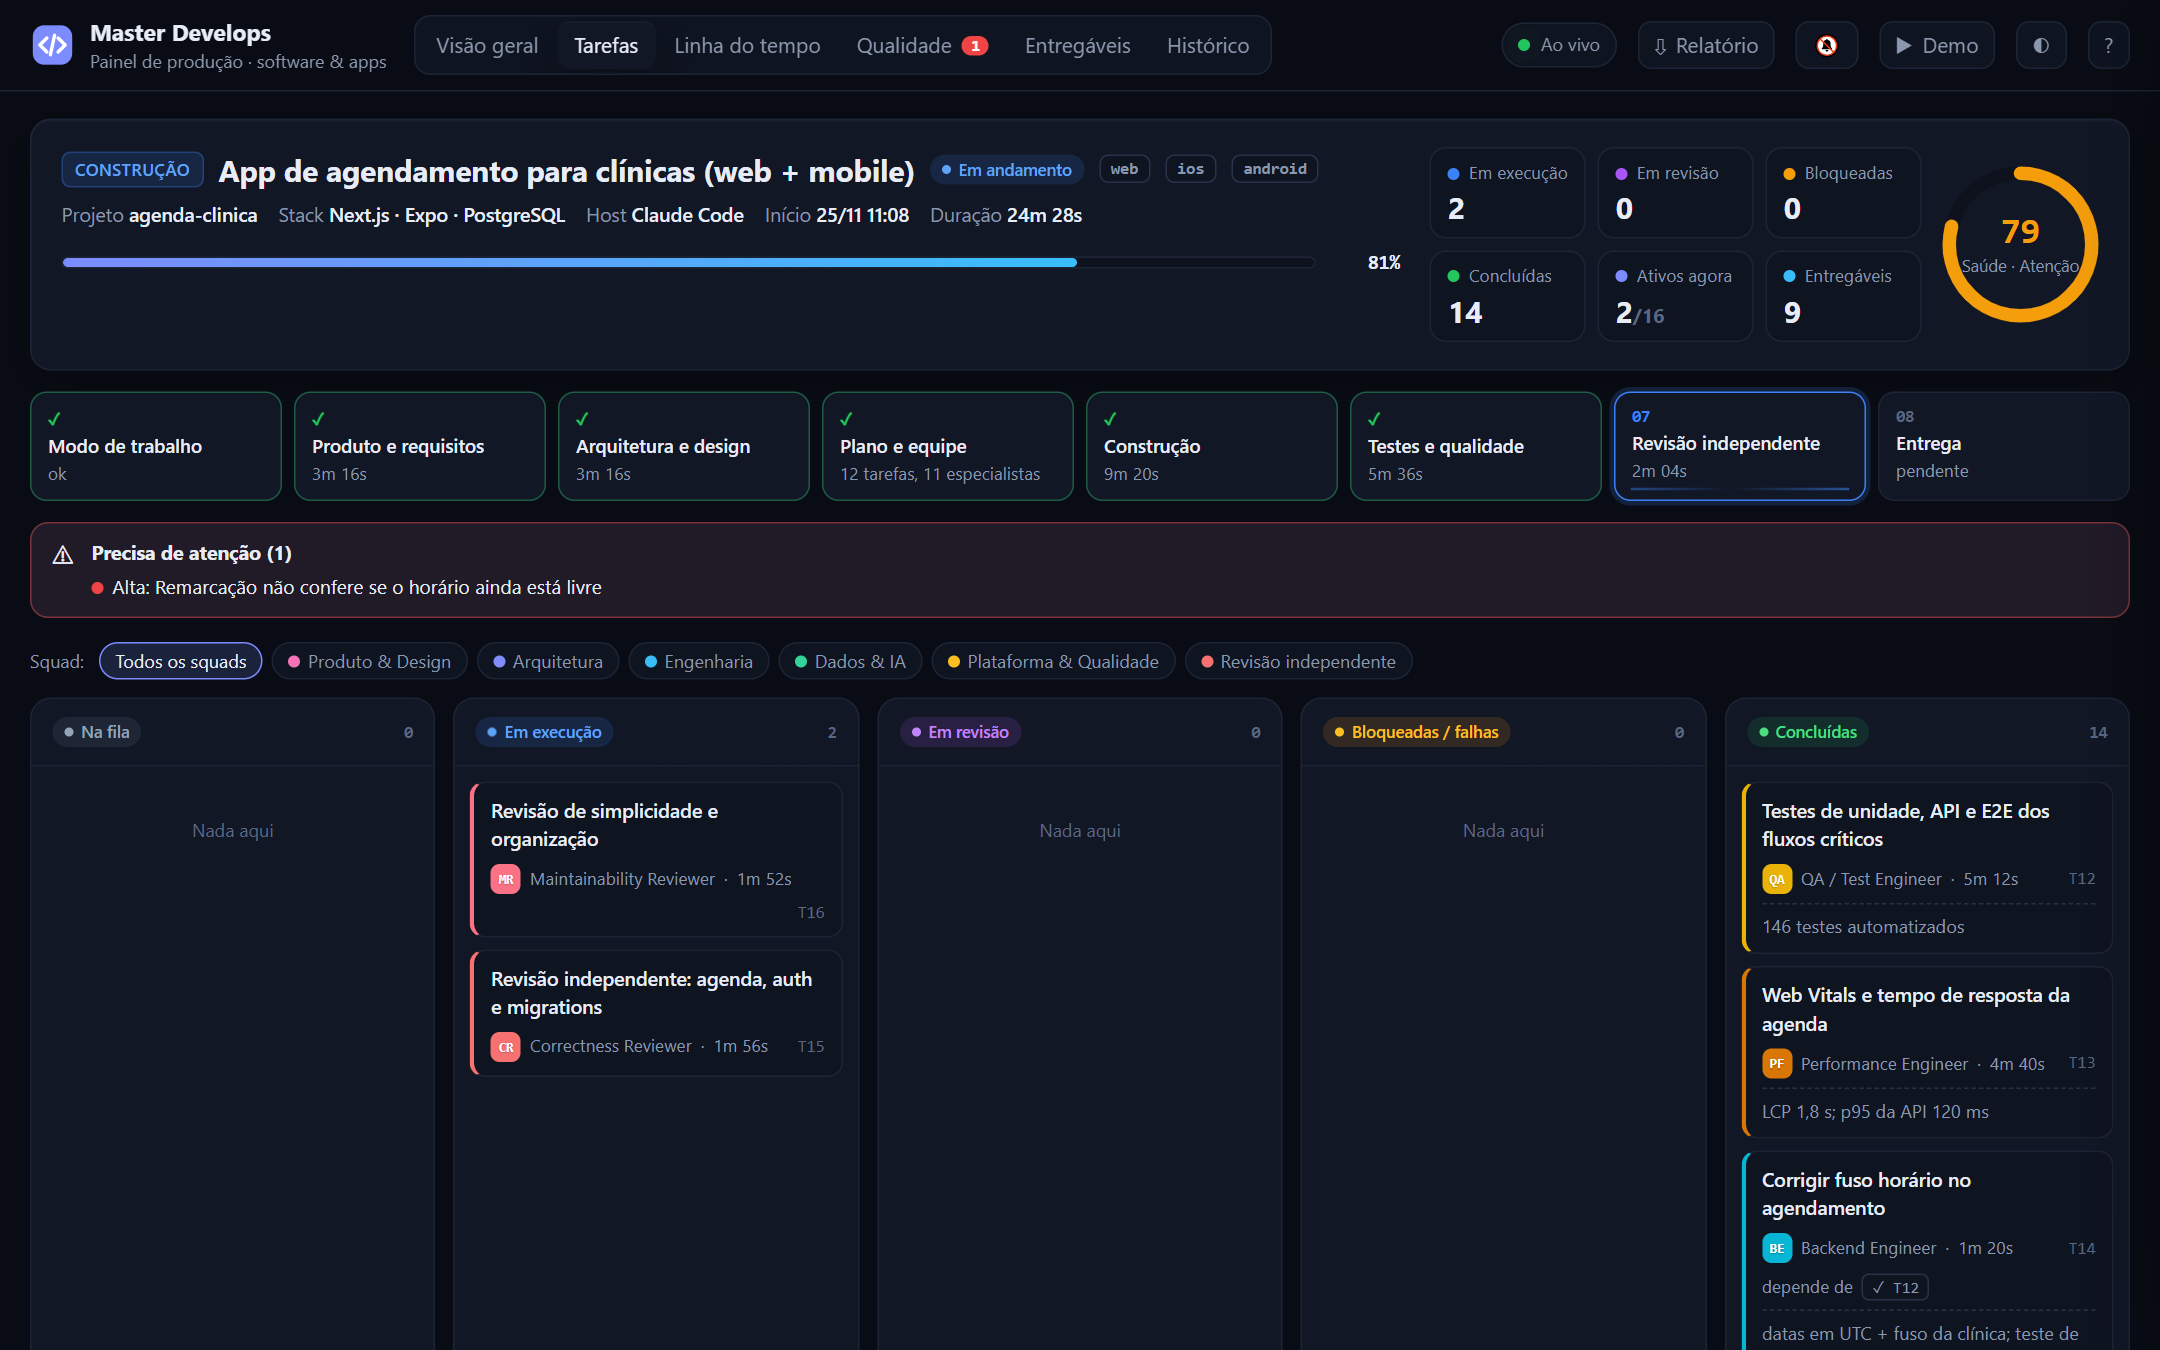 Master Develops
Painel de produção · software & apps
Visão geral
Tarefas
Linha do tempo
Qualidade 1
Entregáveis
Histórico
Ao vivo
⇩ Relatório
▶ Demo
?
CONSTRUÇÃO
App de agendamento para clínicas (web + mobile)
Em andamento
web
ios
android
Projeto agenda-clinica Stack Next.js · Expo · PostgreSQL Host Claude Code Início 25/11 11:08 Duração 24m 28s
81%
Em execução
2
Em revisão
0
Bloqueadas
0
Concluídas
14
Ativos agora
2/16
Entregáveis
9
79
Saúde · Atenção
✓
Modo de trabalho
ok
✓
Produto e requisitos
3m 16s
✓
Arquitetura e design
3m 16s
✓
Plano e equipe
12 tarefas, 11 especialistas
✓
Construção
9m 20s
✓
Testes e qualidade
5m 36s
07
Revisão independente
2m 04s
08
Entrega
pendente
⚠ Precisa de atenção (1)
Alta: Remarcação não confere se o horário ainda está livre
Squad:
Todos os squads
Produto & Design
Arquitetura
Engenharia
Dados & IA
Plataforma & Qualidade
Revisão independente
Na fila 0
Nada aqui
Em execução 2
Revisão de simplicidade e
organização
MR Maintainability Reviewer · 1m 52s
T16
Revisão independente: agenda, auth
e migrations
CR Correctness Reviewer · 1m 56s T15
Em revisão 0
Nada aqui
Bloqueadas / falhas 0
Nada aqui
Concluídas 14
Testes de unidade, API e E2E dos
fluxos críticos
QA QA / Test Engineer · 5m 12s T12
146 testes automatizados
Web Vitals e tempo de resposta da
agenda
PF Performance Engineer · 4m 40s T13
LCP 1,8 s; p95 da API 120 ms
Corrigir fuso horário no
agendamento
BE Backend Engineer · 1m 20s T14
depende de ✓ T12
datas em UTC + fuso da clínica; teste de